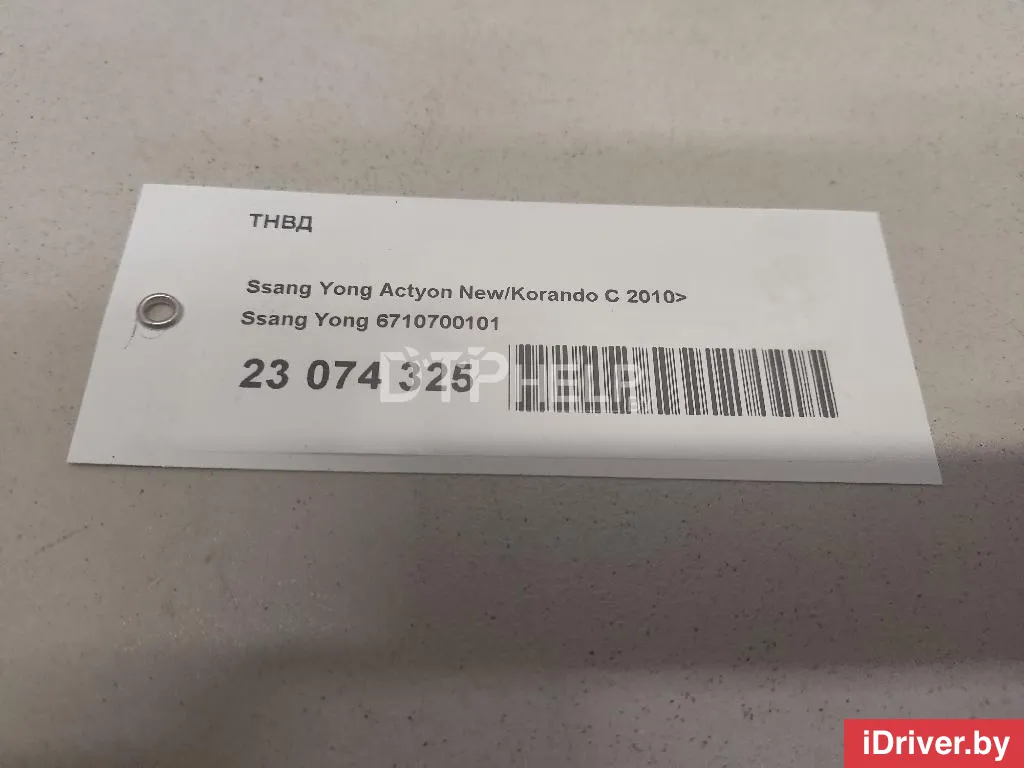 ТНВД
Ssang Yong Actyon New/Korando C 2010>
Ssang Yong 6710700101
23 074 325
DTPHELP
iDriver.by